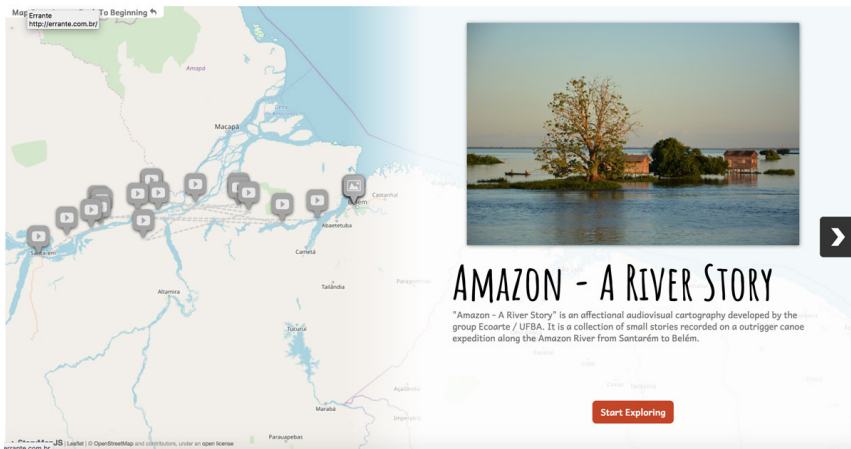 Map
To Beginning
Errante
http://errante.com.br/
Amapá
Macapá
Castanhal
Santarém
Abaetetuba
Cametá
Altamira
Tailândia
Tucuruí
Marabá
Parauapebas
AMAZON - A RIVER STORY
"Amazon - A River Story" is an affectional audiovisual cartography developed by the
group Ecoarte / UFBA. It is a collection of small stories recorded on a outrigger canoe
expedition along the Amazon River from Santarém to Belém.
Start Exploring
StoryMap JS | Leaflet | © OpenStreetMap and contributors, under an open license
errante.com.br